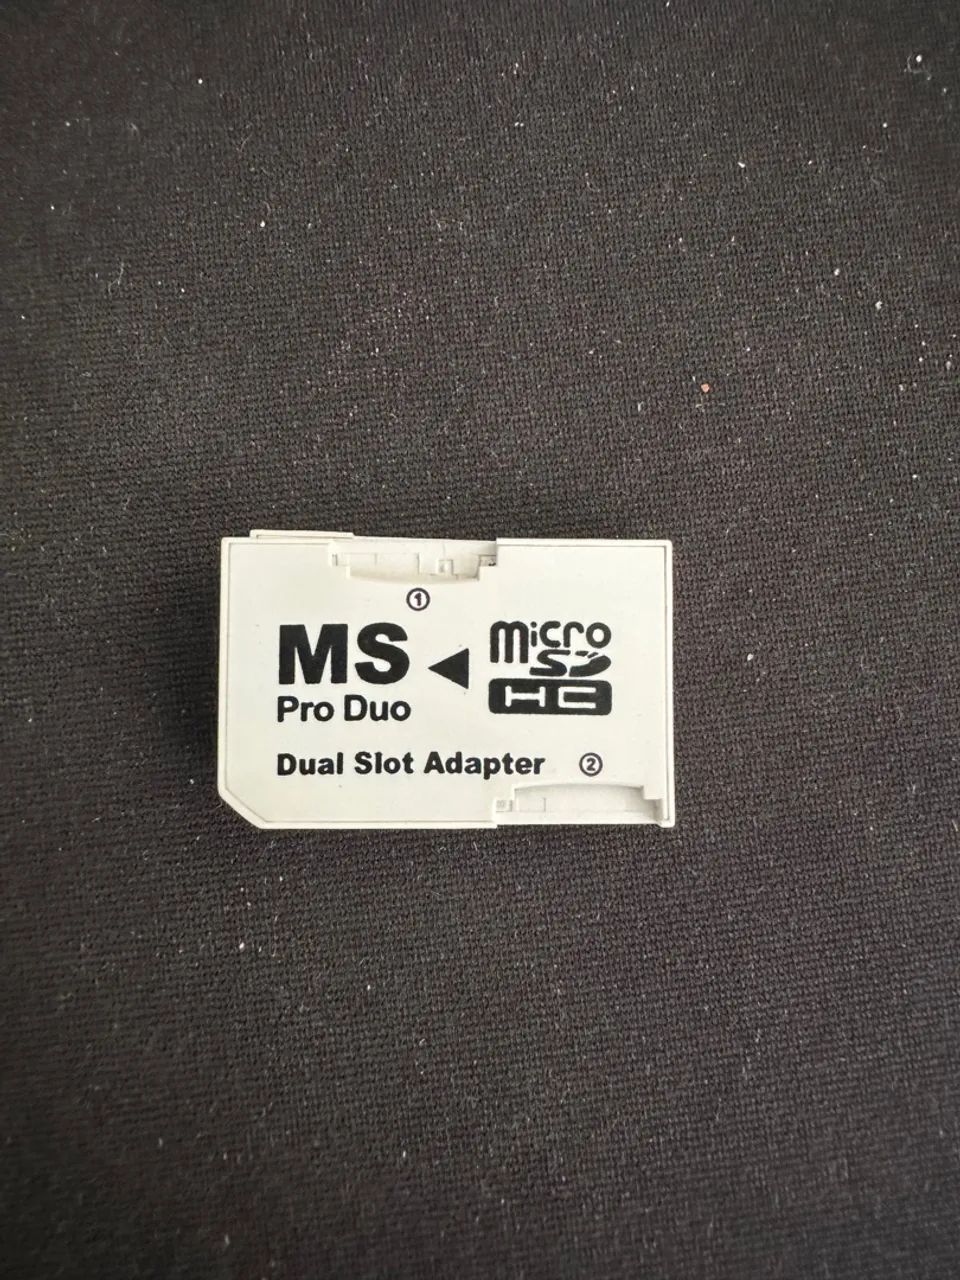 ①
MS
Pro Duo
micro
SD
HC
Dual Slot Adapter ②